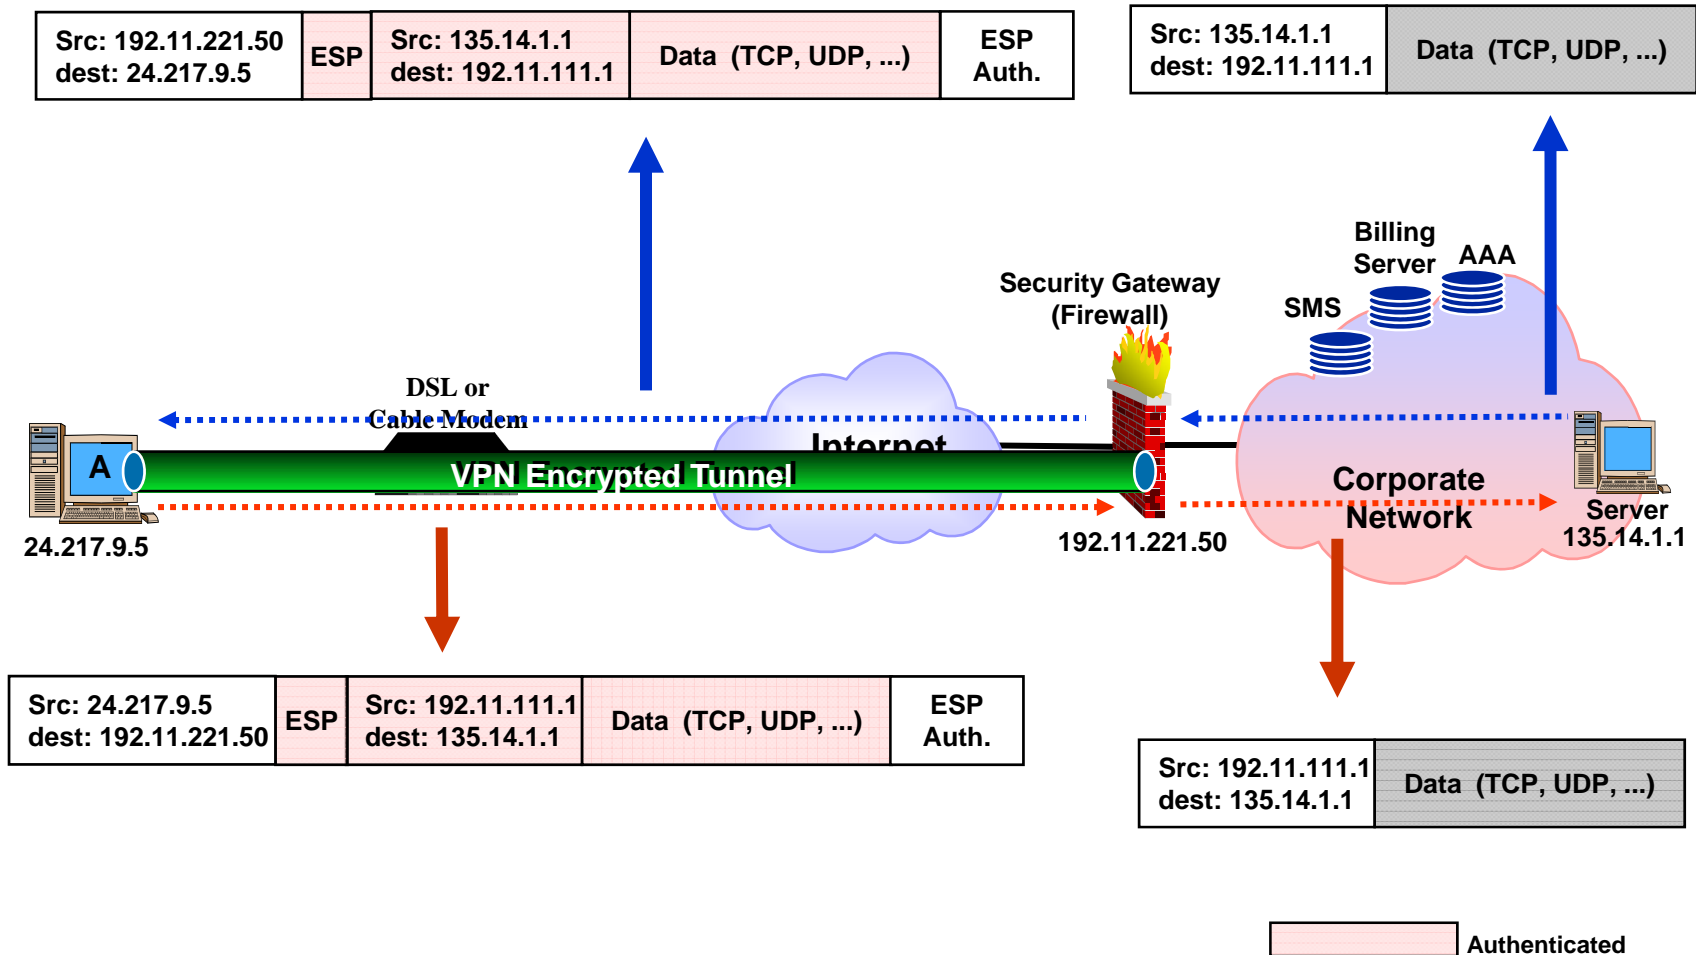 Src: 192.11.221.50
dest: 24.217.9.5
ESP
Src: 135.14.1.1
dest: 192.11.111.1
Data (TCP, UDP, ...)
ESP
Auth.
Src: 135.14.1.1
dest: 192.11.111.1
Data (TCP, UDP, ...)
Billing
Server
AAA
SMS
Security Gateway
(Firewall)
DSL or
Cable Modem
Internet
A
VPN Encrypted Tunnel
Corporate
Network
Server
135.14.1.1
24.217.9.5
192.11.221.50
Src: 24.217.9.5
dest: 192.11.221.50
ESP
Src: 192.11.111.1
dest: 135.14.1.1
Data (TCP, UDP, ...)
ESP
Auth.
Src: 192.11.111.1
dest: 135.14.1.1
Data (TCP, UDP, ...)
Authenticated